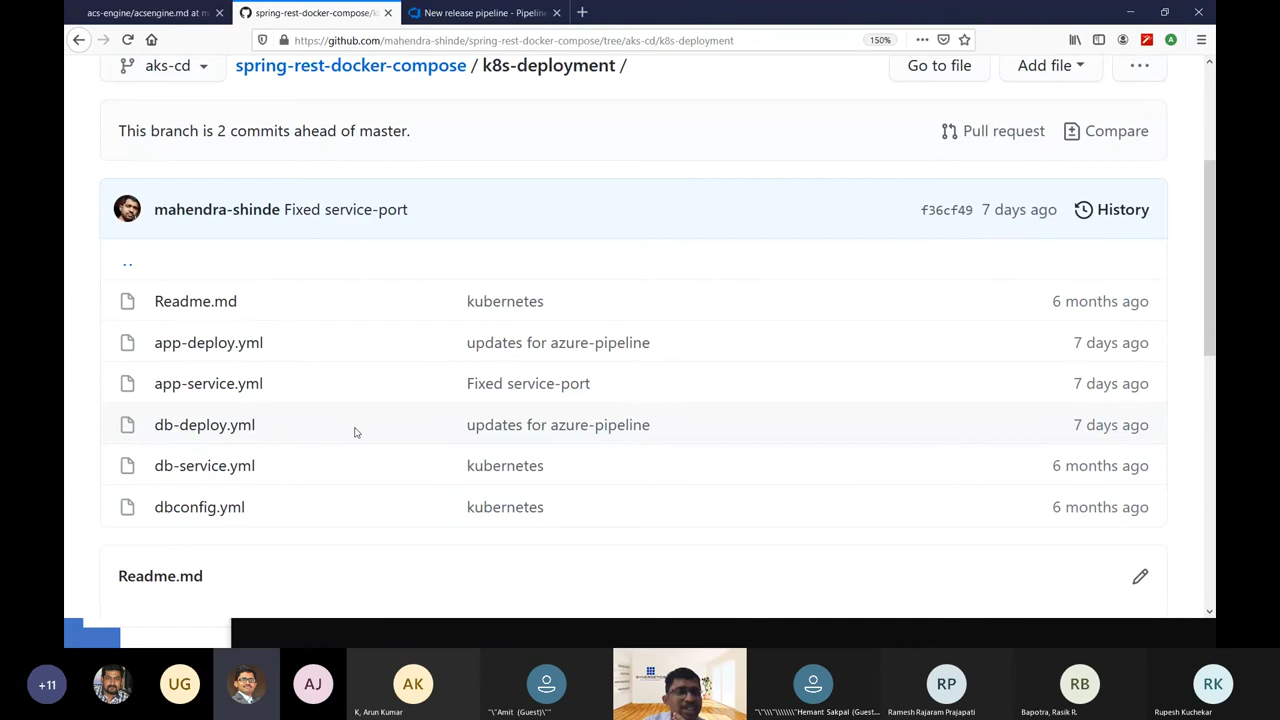 acs-engine/acsengine.md at m
spring-rest-docker-compose/k
New release pipeline - Pipeline
https://github.com/mahendra-shinde/spring-rest-docker-compose/tree/aks-cd/k8s-deployment
150%
aks-cd
spring-rest-docker-compose / k8s-deployment /
Go to file
Add file
This branch is 2 commits ahead of master.
Pull request
Compare
mahendra-shinde Fixed service-port
f36cf49 7 days ago
History
..
Readme.md kubernetes 6 months ago
app-deploy.yml updates for azure-pipeline 7 days ago
app-service.yml Fixed service-port 7 days ago
db-deploy.yml updates for azure-pipeline 7 days ago
db-service.yml kubernetes 6 months ago
dbconfig.yml kubernetes 6 months ago
Readme.md
+11
UG
AJ
AK
K, Arun Kumar
"\"Amit (Guest)\""
SYNERGETICS
"\"\\"\\\\\\\"Hemant Sakpal (Guest...
RP
Ramesh Rajaram Prajapati
RB
Bapotra, Rasik R.
RK
Rupesh Kuchekar